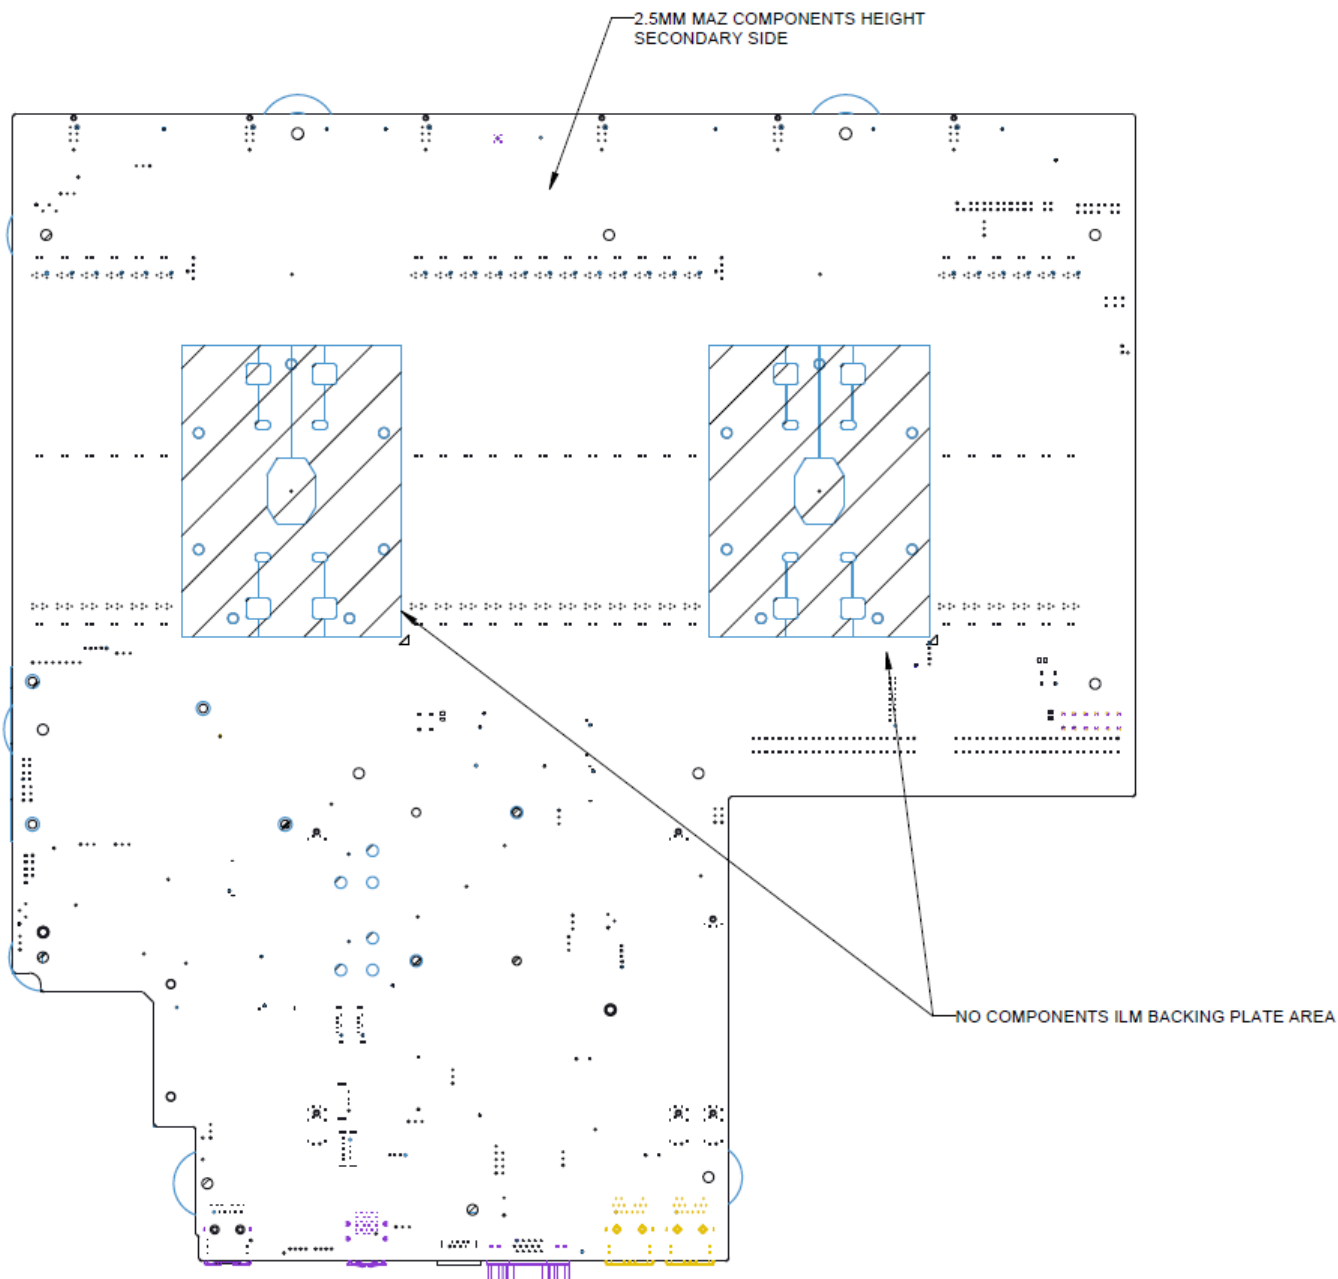 2.5MM MAZ COMPONENTS HEIGHT
SECONDARY SIDE
NO COMPONENTS ILM BACKING PLATE AREA